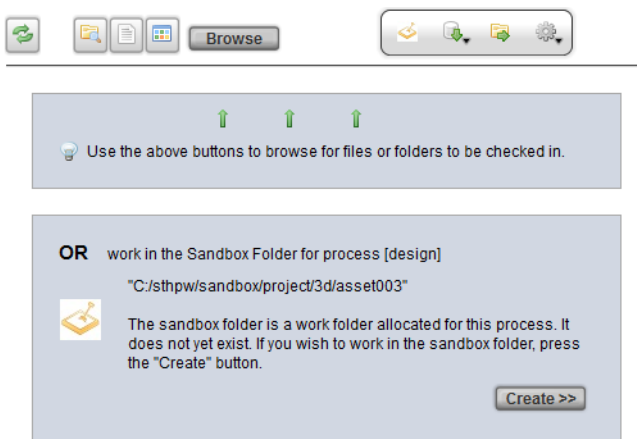 Browse
Use the above buttons to browse for files or folders to be checked in.
OR work in the Sandbox Folder for process [design]
"C:/sthpw/sandbox/project/3d/asset003"
The sandbox folder is a work folder allocated for this process. It
does not yet exist. If you wish to work in the sandbox folder, press
the "Create" button.
Create >>